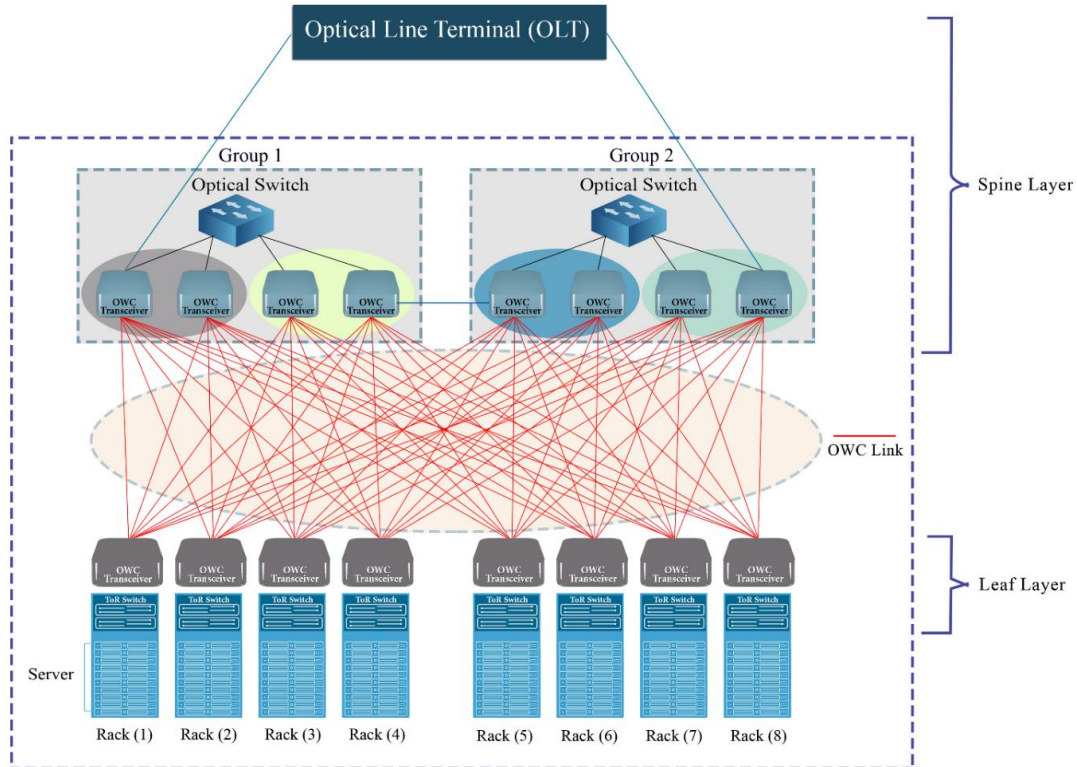 Optical Line Terminal (OLT)
Group 1
Group 2
Optical Switch
Optical Switch
Spine Layer
OWC
Transceiver
OWC
Transceiver
OWC
Transceiver
OWC
Transceiver
OWC
Transceiver
OWC
Transceiver
OWC
Transceiver
OWC
Transceiver
OWC Link
OWC
Transceiver
OWC
Transceiver
OWC
Transceiver
OWC
Transceiver
OWC
Transceiver
OWC
Transceiver
OWC
Transceiver
OWC
Transceiver
Leaf Layer
ToR Switch
ToR Switch
ToR Switch
ToR Switch
ToR Switch
ToR Switch
ToR Switch
ToR Switch
Server
Rack (1)
Rack (2)
Rack (3)
Rack (4)
Rack (5)
Rack (6)
Rack (7)
Rack (8)